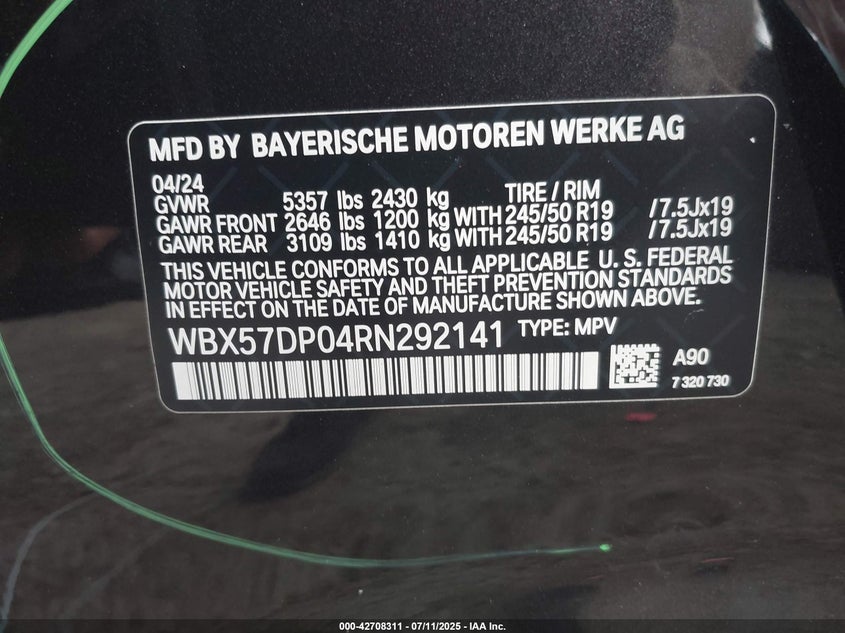 MFD BY BAYERISCHE MOTOREN WERKE AG
04/24
GVWR 5357 lbs 2430 kg TIRE / RIM
GAWR FRONT 2646 lbs 1200 kg WITH 245/50 R19 /7.5Jx19
GAWR REAR 3109 lbs 1410 kg WITH 245/50 R19 /7.5Jx19
THIS VEHICLE CONFORMS TO ALL APPLICABLE U. S. FEDERAL
MOTOR VEHICLE SAFETY AND THEFT PREVENTION STANDARDS
IN EFFECT ON THE DATE OF MANUFACTURE SHOWN ABOVE.
WBX57DP04RN292141 TYPE: MPV
A90
7 320 730
000-42708311 - 07/11/2025 - IAA Inc.